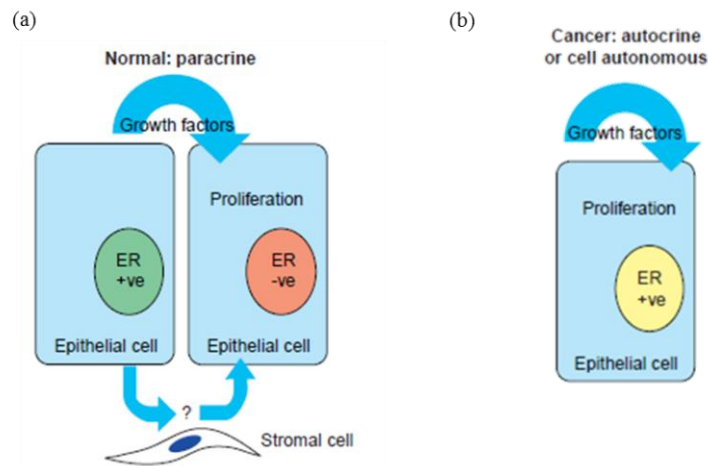 (a)
Normal: paracrine
Growth factors
Proliferation
ER
+ve
ER
-ve
Epithelial cell
Epithelial cell
?
Stromal cell
(b)
Cancer: autocrine
or cell autonomous
Growth factors
Proliferation
ER
+ve
Epithelial cell